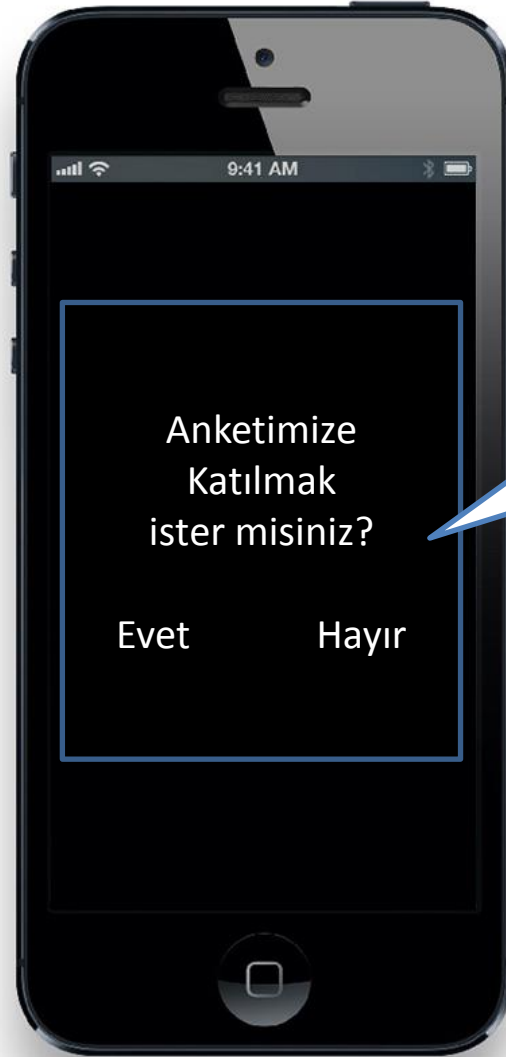 9:41 AM
Anketimize
Katılmak
ister misiniz?
Evet Hayır